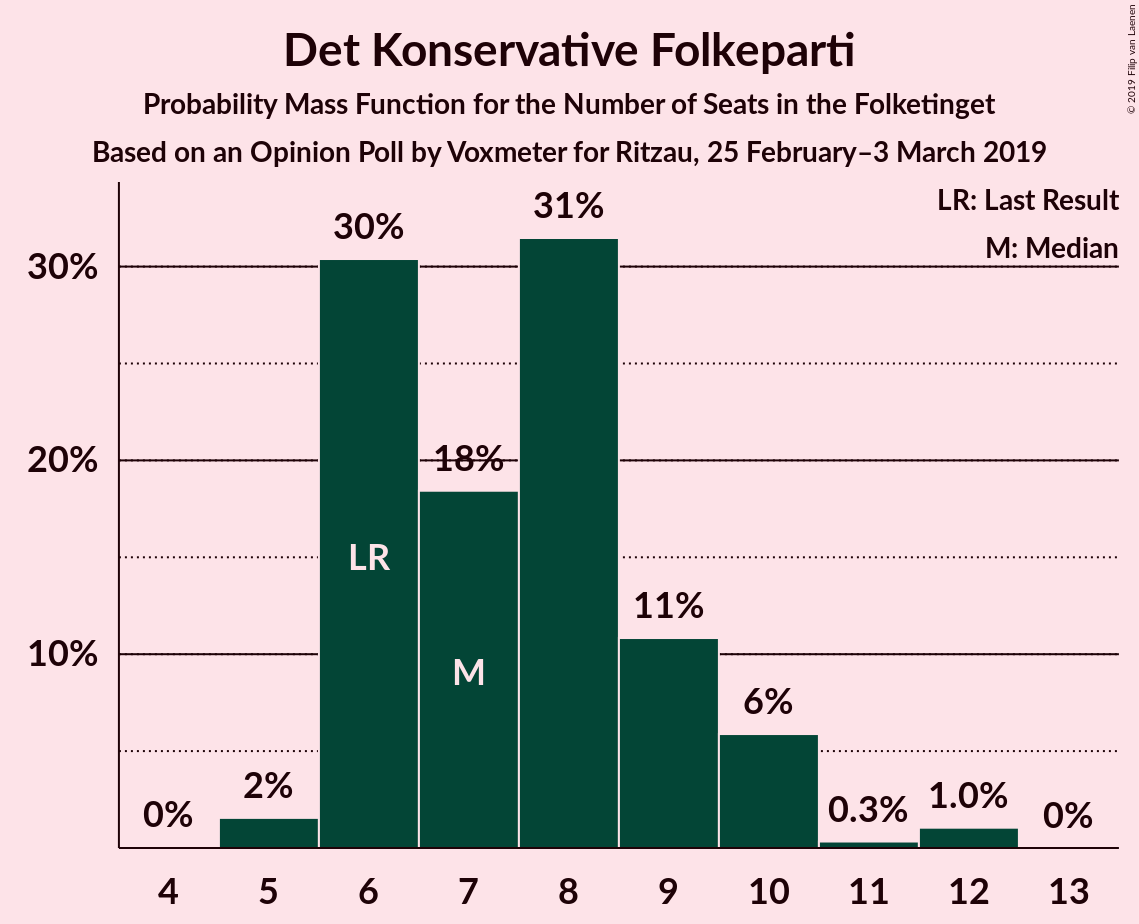 Det Konservative Folkeparti
Probability Mass Function for the Number of Seats in the Folketinget
Based on an Opinion Poll by Voxmeter for Ritzau, 25 February–3 March 2019
© 2019 Filip van Laenen
LR: Last Result
M: Median
30%
20%
10%
0%
2%
30%
18%
31%
11%
6%
0.3%
1.0%
0%
LR
M
4 5 6 7 8 9 10 11 12 13